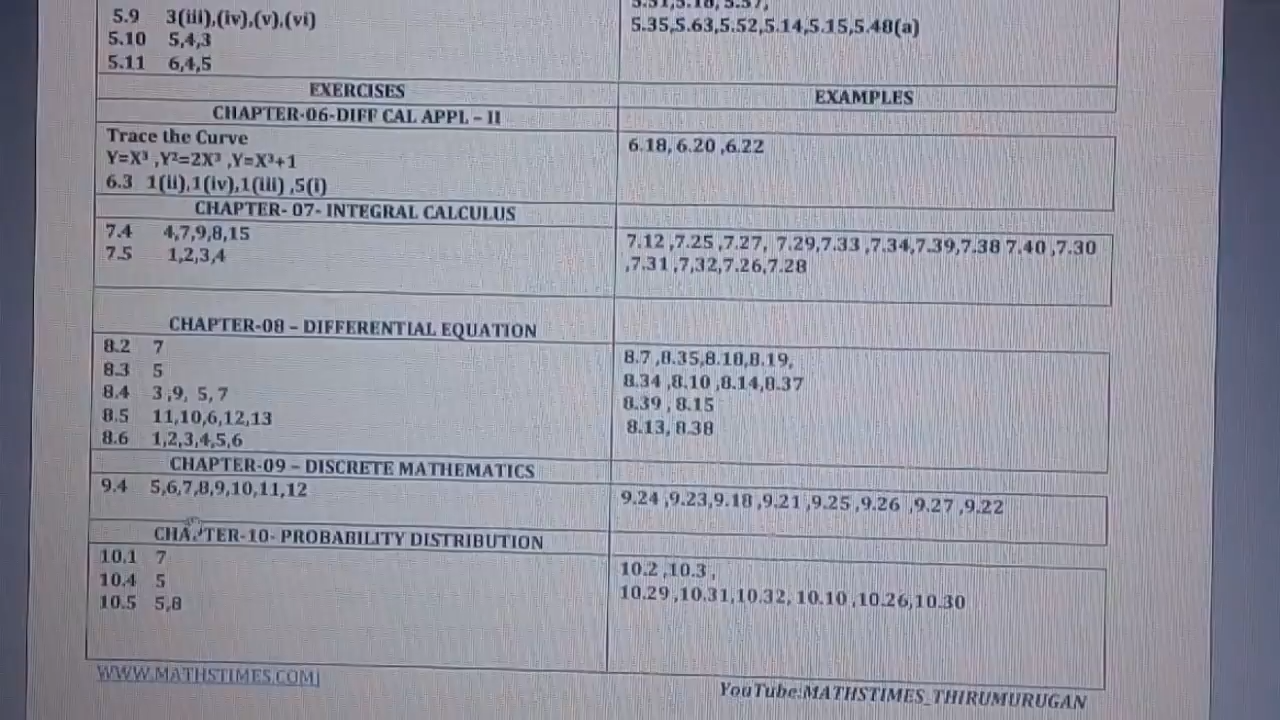 5.9 3(iii),(iv),(v),(vi)
5.10 5,4,3
5.11 6,4,5
5.35,5.63,5.52,5.14,5.15,5.48(a)
EXERCISES
EXAMPLES
CHAPTER-06-DIFF CAL APPL – II
Trace the Curve
Y=X³ ,Y²=2X³ ,Y=X³+1
6.3 1(ii),1(iv),1(iii) ,5(i)
6.18, 6.20 ,6.22
CHAPTER- 07- INTEGRAL CALCULUS
7.4 4,7,9,8,15
7.5 1,2,3,4
7.12 ,7.25 ,7.27, 7.29,7.33 ,7.34,7.39,7.38 7.40 ,7.30
,7.31 ,7,32,7.26,7.28
CHAPTER-08 – DIFFERENTIAL EQUATION
8.2 7
8.3 5
8.4 3 ,9, 5, 7
8.5 11,10,6,12,13
8.6 1,2,3,4,5,6
8.7 ,8.35,8.18,8.19,
8.34 ,8.10 ,8.14,8.37
8.39 , 8.15
8.13, 8.38
CHAPTER-09 – DISCRETE MATHEMATICS
9.4 5,6,7,8,9,10,11,12
9.24 ,9.23,9.18 ,9.21 ,9.25 ,9.26 ,9.27 ,9.22
CHAPTER-10- PROBABILITY DISTRIBUTION
10.1 7
10.4 5
10.5 5,8
10.2 ,10.3 ,
10.29 ,10.31,10.32, 10.10 ,10.26,10.30
WWW.MATHSTIMES.COM
YouTube:MATHSTIMES_THIRUMURUGAN